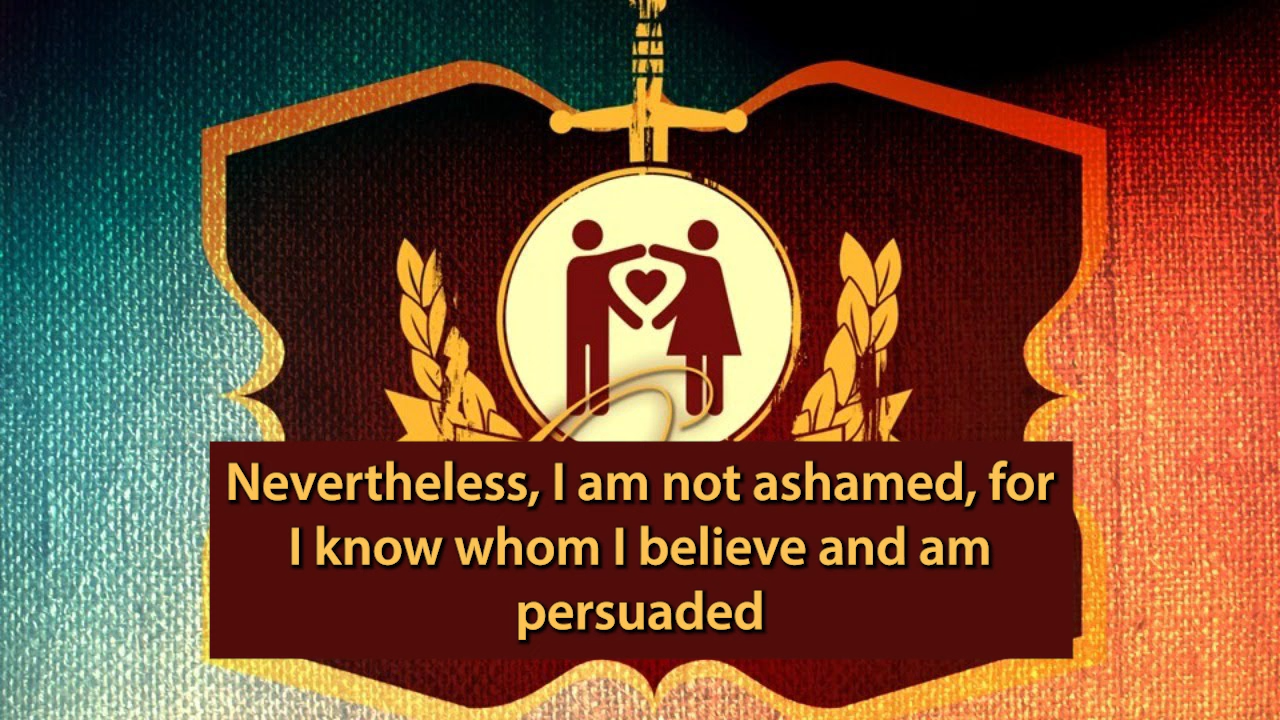 Nevertheless, I am not ashamed, for
I know whom I believe and am
persuaded